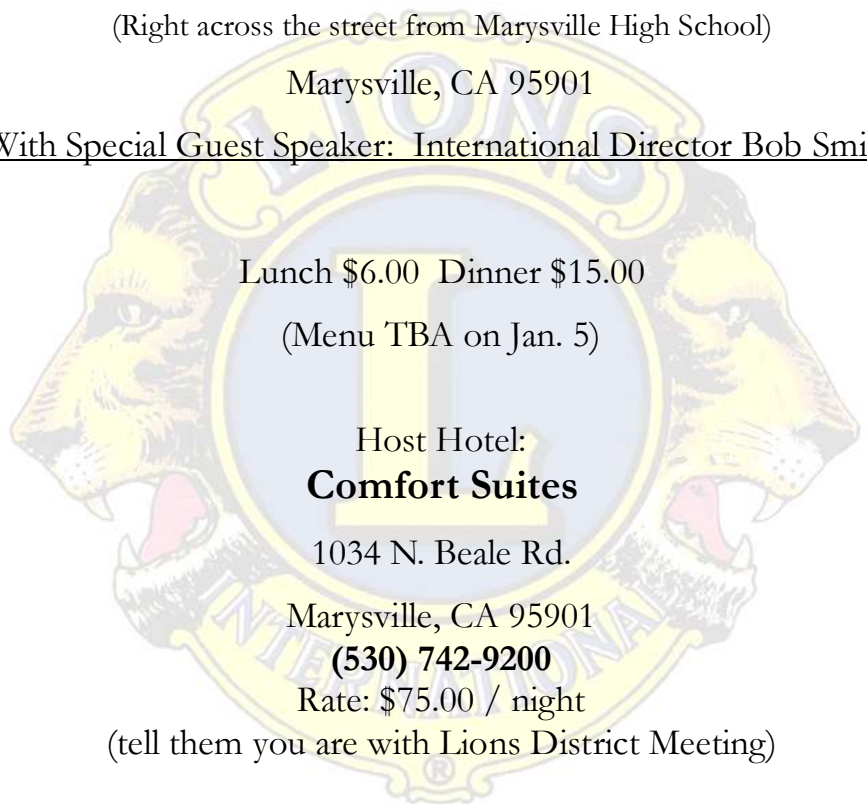 (Right across the street from Marysville High School)
Marysville, CA 95901
With Special Guest Speaker: International Director Bob
Lunch $6.00 Dinner $15.00
(Menu TBA on Jan. 5)
Host Hotel:
Comfort Suites
1034 N. Beale Rd.
Marysville, CA 95901
(530) 742-9200
Rate: $75.00 / night
(tell them you are with Lions District Meeting)
LIONS
L
INTERNATIONAL
®